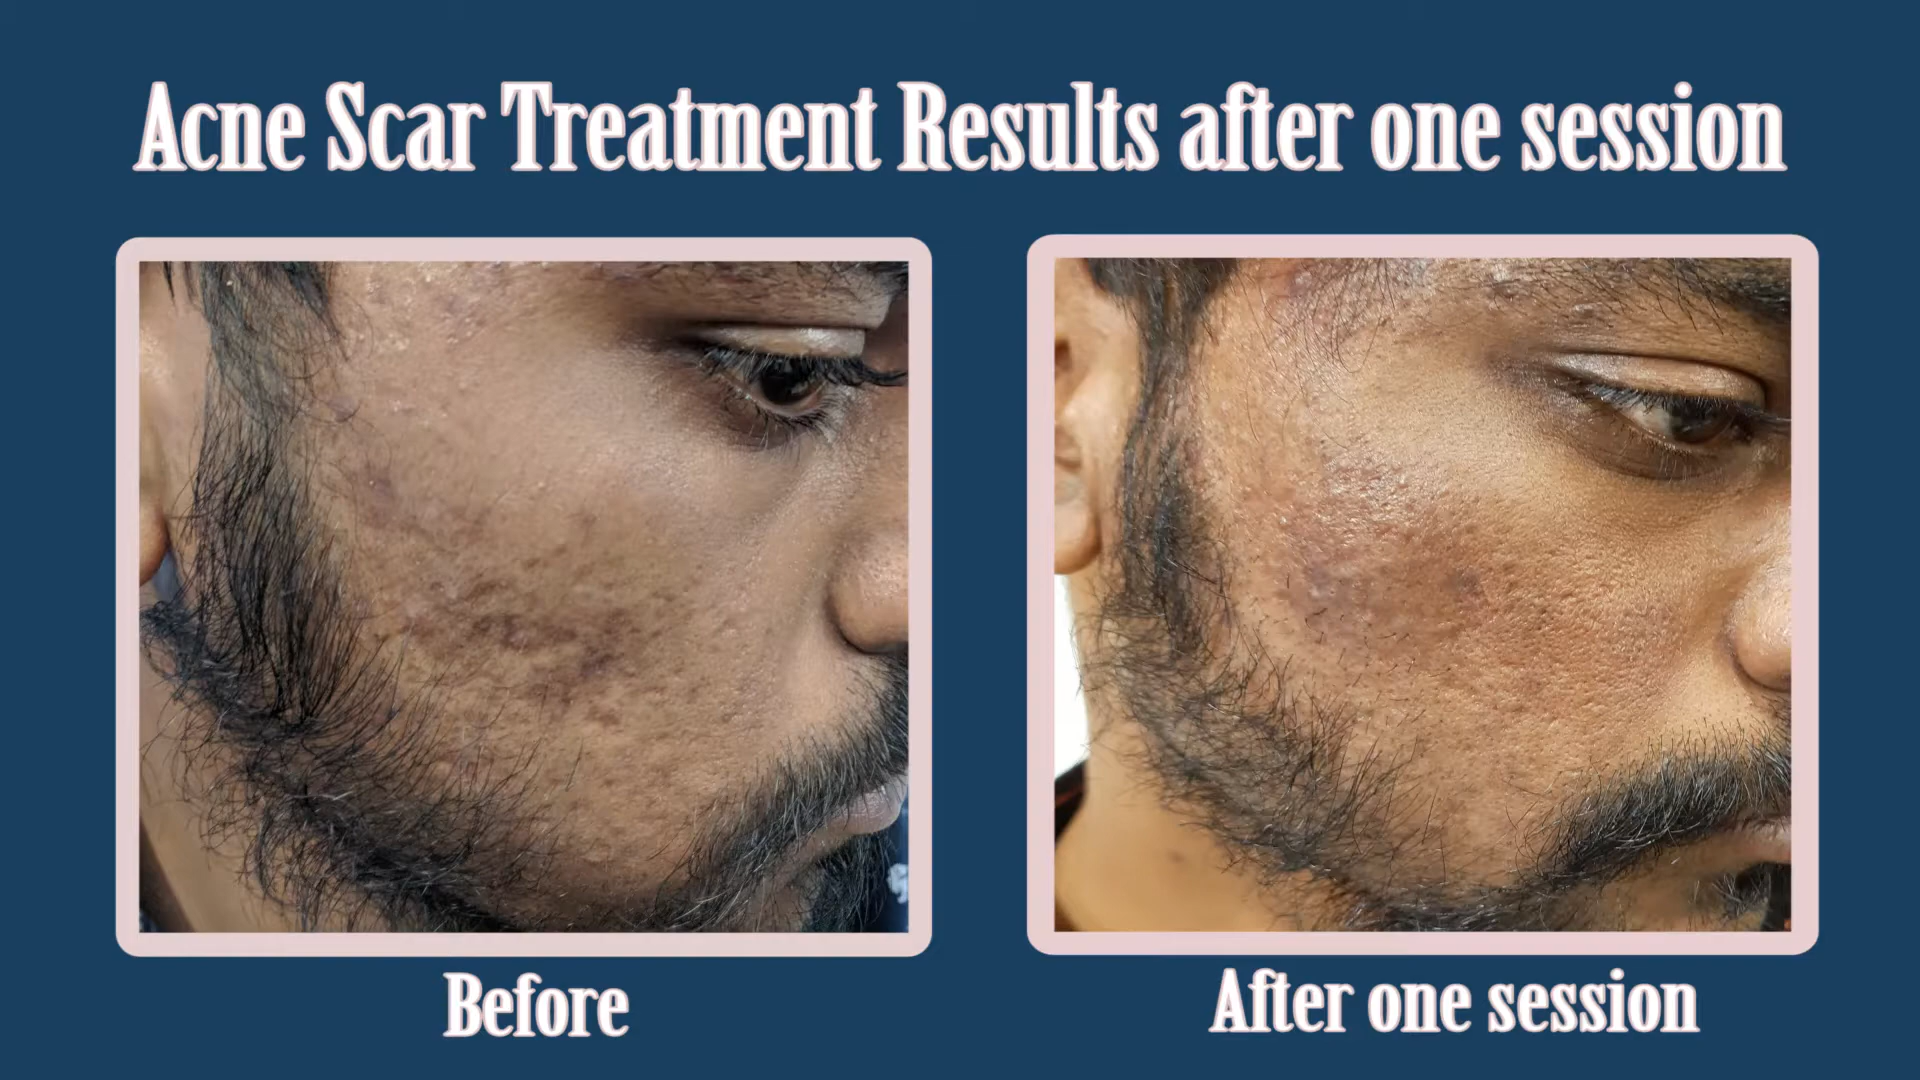 Acne Scar Treatment Results after one session
Before
After one session